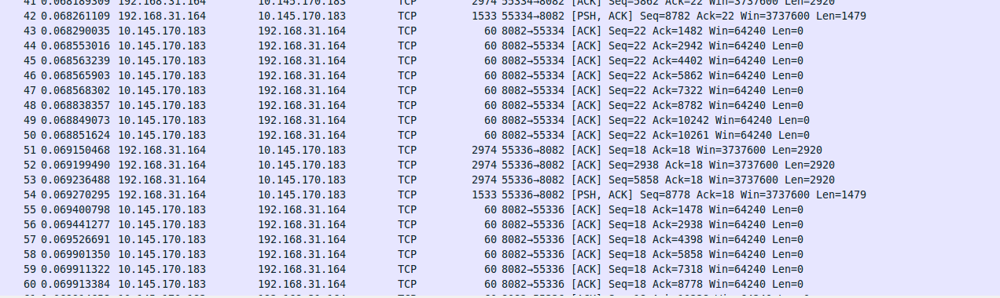 41 0.068189309 192.168.31.164 10.145.170.183 TCP 2974 55334→8082 [ACK] Seq=5862 Ack=22 Win=3737600 Len=2920
42 0.068261109 192.168.31.164 10.145.170.183 TCP 1533 55334→8082 [PSH, ACK] Seq=8782 Ack=22 Win=3737600 Len=1479
43 0.068290035 10.145.170.183 192.168.31.164 TCP 60 8082→55334 [ACK] Seq=22 Ack=1482 Win=64240 Len=0
44 0.068553016 10.145.170.183 192.168.31.164 TCP 60 8082→55334 [ACK] Seq=22 Ack=2942 Win=64240 Len=0
45 0.068563239 10.145.170.183 192.168.31.164 TCP 60 8082→55334 [ACK] Seq=22 Ack=4402 Win=64240 Len=0
46 0.068565903 10.145.170.183 192.168.31.164 TCP 60 8082→55334 [ACK] Seq=22 Ack=5862 Win=64240 Len=0
47 0.068568302 10.145.170.183 192.168.31.164 TCP 60 8082→55334 [ACK] Seq=22 Ack=7322 Win=64240 Len=0
48 0.068838357 10.145.170.183 192.168.31.164 TCP 60 8082→55334 [ACK] Seq=22 Ack=8782 Win=64240 Len=0
49 0.068849073 10.145.170.183 192.168.31.164 TCP 60 8082→55334 [ACK] Seq=22 Ack=10242 Win=64240 Len=0
50 0.068851624 10.145.170.183 192.168.31.164 TCP 60 8082→55334 [ACK] Seq=22 Ack=10261 Win=64240 Len=0
51 0.069150468 192.168.31.164 10.145.170.183 TCP 2974 55336→8082 [ACK] Seq=18 Ack=18 Win=3737600 Len=2920
52 0.069199490 192.168.31.164 10.145.170.183 TCP 2974 55336→8082 [ACK] Seq=2938 Ack=18 Win=3737600 Len=2920
53 0.069236488 192.168.31.164 10.145.170.183 TCP 2974 55336→8082 [ACK] Seq=5858 Ack=18 Win=3737600 Len=2920
54 0.069270295 192.168.31.164 10.145.170.183 TCP 1533 55336→8082 [PSH, ACK] Seq=8778 Ack=18 Win=3737600 Len=1479
55 0.069400798 10.145.170.183 192.168.31.164 TCP 60 8082→55336 [ACK] Seq=18 Ack=1478 Win=64240 Len=0
56 0.069441277 10.145.170.183 192.168.31.164 TCP 60 8082→55336 [ACK] Seq=18 Ack=2938 Win=64240 Len=0
57 0.069526691 10.145.170.183 192.168.31.164 TCP 60 8082→55336 [ACK] Seq=18 Ack=4398 Win=64240 Len=0
58 0.069901350 10.145.170.183 192.168.31.164 TCP 60 8082→55336 [ACK] Seq=18 Ack=5858 Win=64240 Len=0
59 0.069911322 10.145.170.183 192.168.31.164 TCP 60 8082→55336 [ACK] Seq=18 Ack=7318 Win=64240 Len=0
60 0.069913384 10.145.170.183 192.168.31.164 TCP 60 8082→55336 [ACK] Seq=18 Ack=8778 Win=64240 Len=0